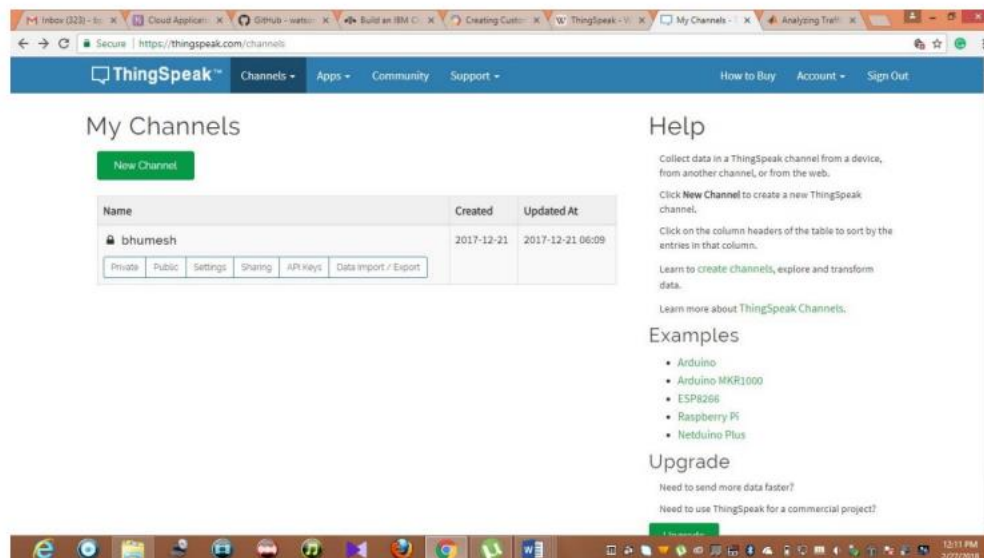 Inbox (323) -
Cloud Applicati
GitHub - watso
Build an IBM C
Creating Custo
ThingSpeak -
My Channels -
Analyzing Traffi
Secure | https://thingspeak.com/channels
ThingSpeak™
Channels
Apps
Community
Support
How to Buy
Account
Sign Out
My Channels
New Channel
Name
Created
Updated At
bhumesh
2017-12-21
2017-12-21 06:09
Private
Public
Settings
Sharing
API Keys
Data Import / Export
Help
Collect data in a ThingSpeak channel from a device,
from another channel, or from the web.
Click New Channel to create a new ThingSpeak
channel.
Click on the column headers of the table to sort by the
entries in that column.
Learn to create channels, explore and transform
data.
Learn more about ThingSpeak Channels.
Examples
Arduino
Arduino MKR1000
ESP8266
Raspberry Pi
Netduino Plus
Upgrade
Need to send more data faster?
Need to use ThingSpeak for a commercial project?
Upgrade
12:11 PM
2/27/2018